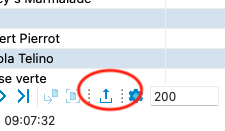 y's Marmalade
ert Pierrot
ola Telino
se verte
200
09:07:32